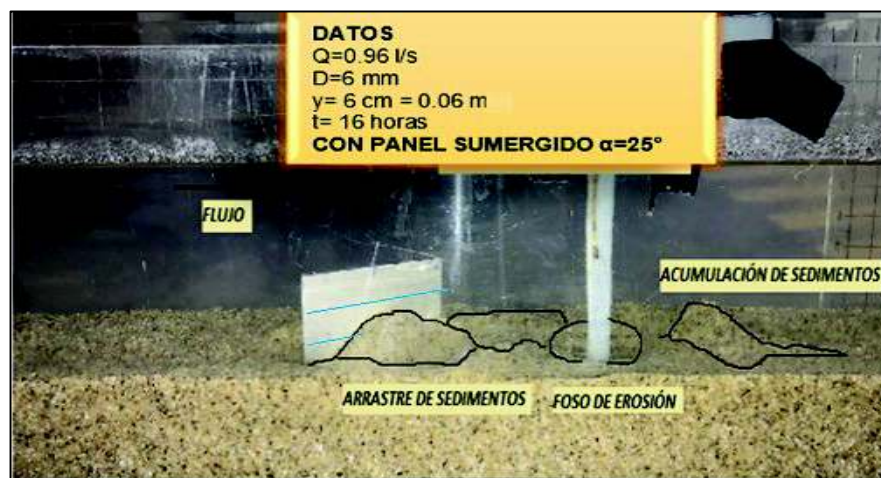 DATOS
Q=0.96 l/s
D=6 mm
y= 6 cm = 0.06 m
t= 16 horas
CON PANEL SUMERGIDO α=25°
FLUJO
ACUMULACIÓN DE SEDIMENTOS
ARRASTRE DE SEDIMENTOS
FOSO DE EROSIÓN